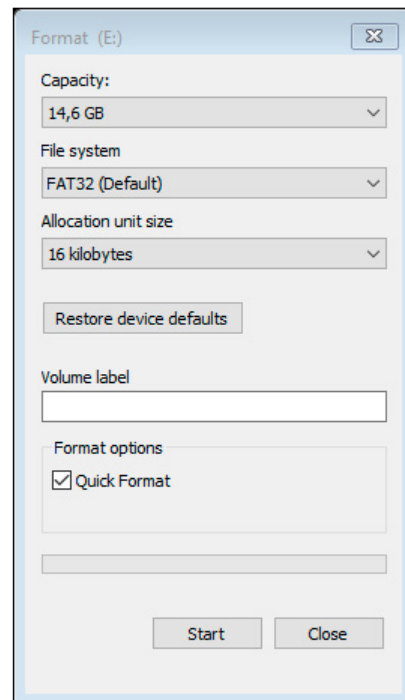 Format (E:)
Capacity:
14,6 GB
File system
FAT32 (Default)
Allocation unit size
16 kilobytes
Restore device defaults
Volume label
Format options
Quick Format
Start Close